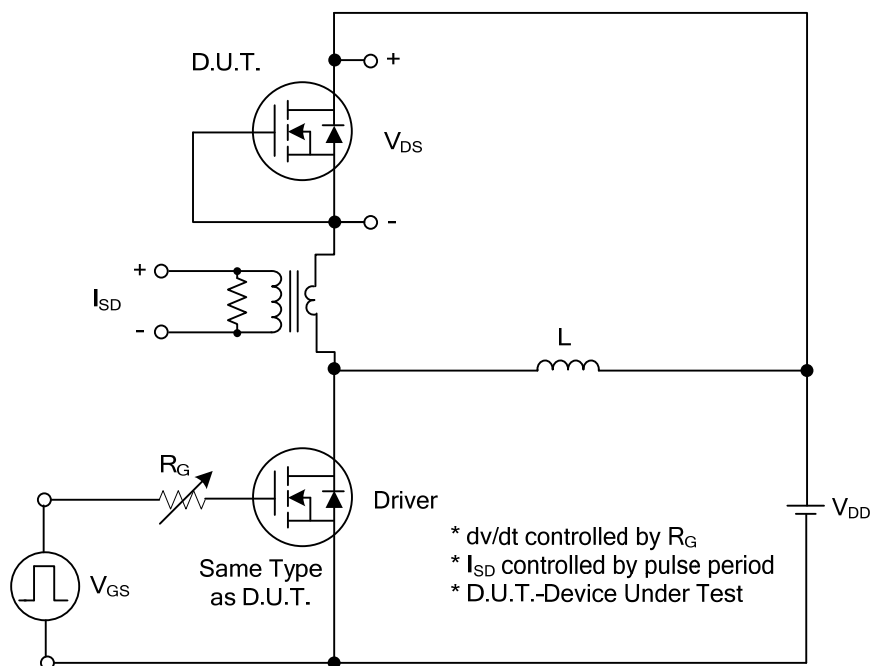 D.U.T.
+
V_DS
-
+
I_SD
-
L
R_G
Driver
V_DD
V_GS
Same Type
as D.U.T.
* dv/dt controlled by R_G
* I_SD controlled by pulse period
* D.U.T.-Device Under Test